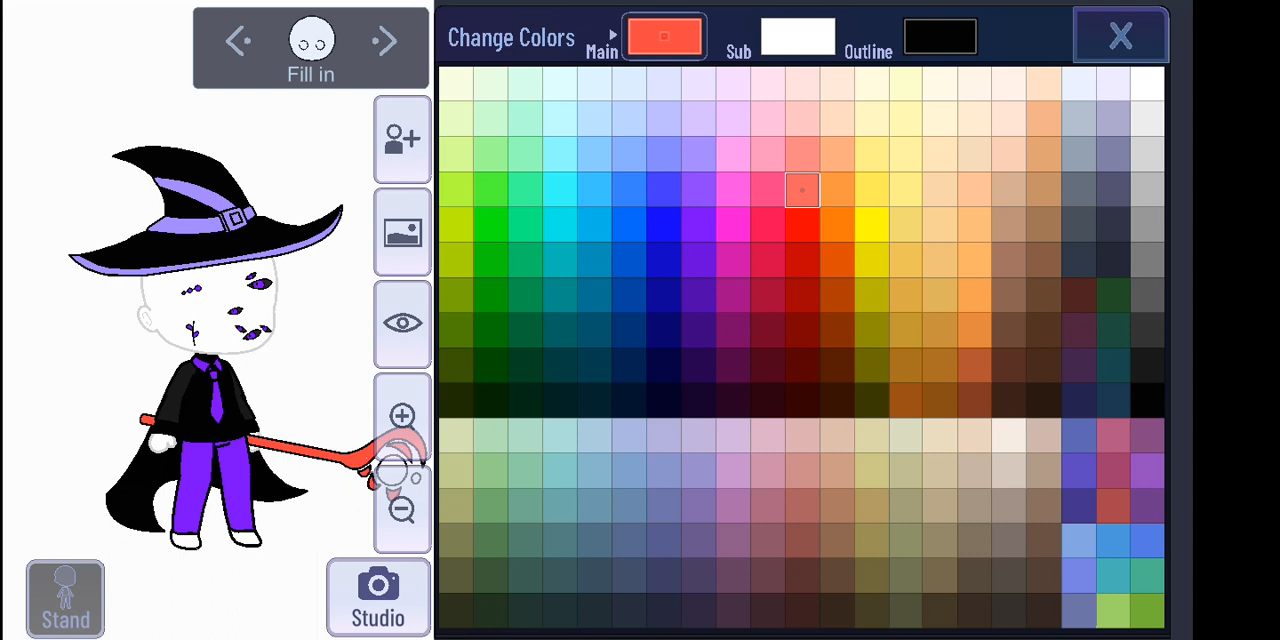 Change Colors
Main
Sub
Outline
X
Fill in
Stand
Studio